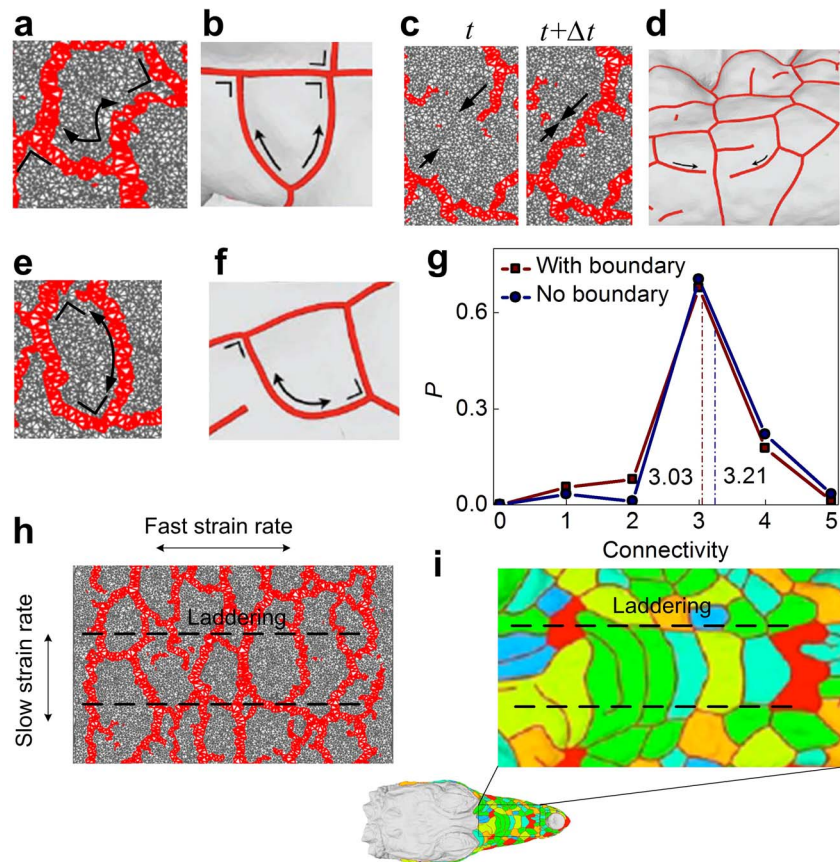 a
b
c
t
t+Δt
d
e
f
g
With boundary
No boundary
P
0.6
0.3
0.0
3.03
3.21
0 1 2 3 4 5
Connectivity
h
Fast strain rate
Slow strain rate
Laddering
i
Laddering